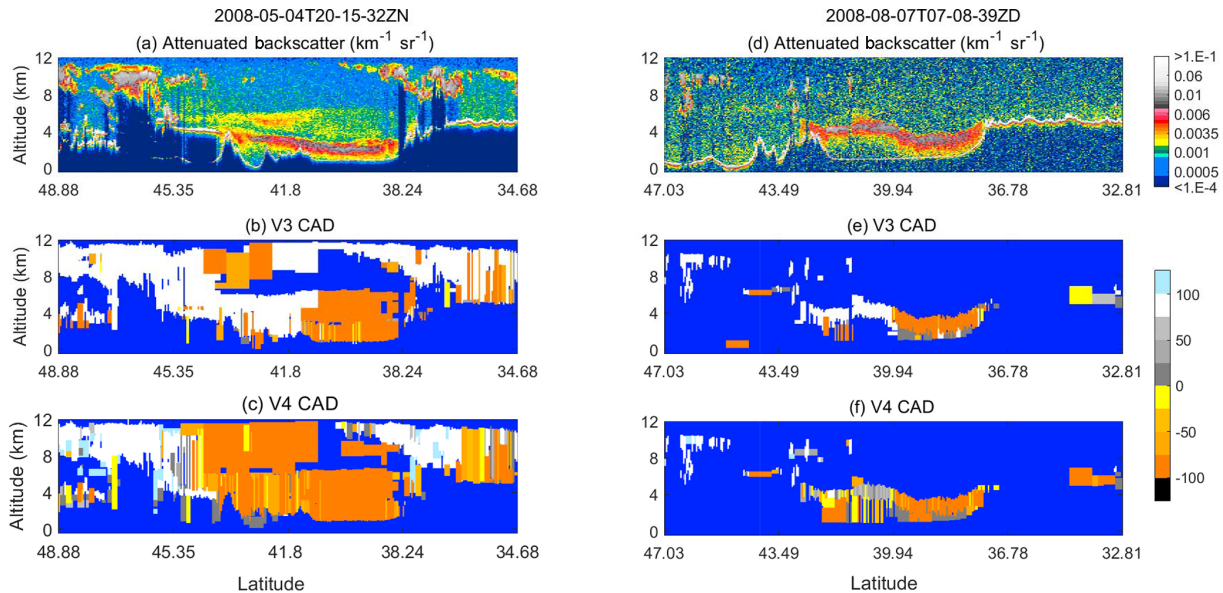 2008-05-04T20-15-32ZN
(a) Attenuated backscatter (km⁻¹ sr⁻¹)
Altitude (km)
12
8
4
0
48.88 45.35 41.8 38.24 34.68
(b) V3 CAD
Altitude (km)
12
8
4
0
48.88 45.35 41.8 38.24 34.68
(c) V4 CAD
Altitude (km)
12
8
4
0
48.88 45.35 41.8 38.24 34.68
Latitude
2008-08-07T07-08-39ZD
(d) Attenuated backscatter (km⁻¹ sr⁻¹)
12
8
4
0
47.03 43.49 39.94 36.78 32.81
>1.E-1
0.06
0.01
0.006
0.0035
0.001
0.0005
<1.E-4
(e) V3 CAD
12
8
4
0
47.03 43.49 39.94 36.78 32.81
(f) V4 CAD
12
8
4
0
47.03 43.49 39.94 36.78 32.81
Latitude
100
50
0
-50
-100